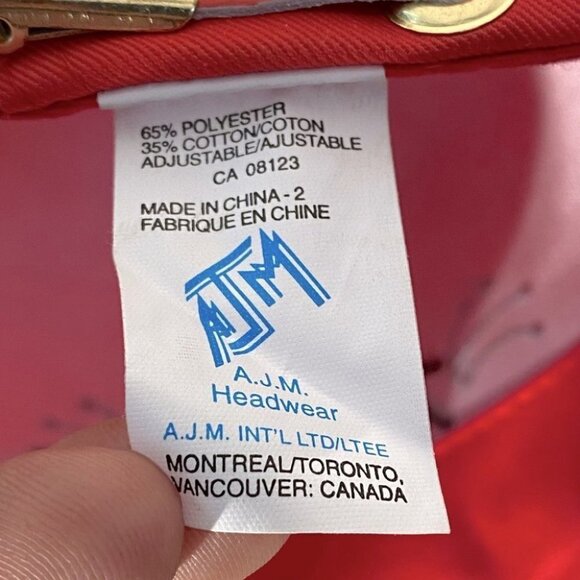 65% POLYESTER
35% COTTON/COTON
ADJUSTABLE/AJUSTABLE
CA 08123
MADE IN CHINA - 2
FABRIQUE EN CHINE
AJM
A.J.M.
Headwear
A.J.M. INT'L LTD/LTEE
MONTREAL/TORONTO,
VANCOUVER: CANADA